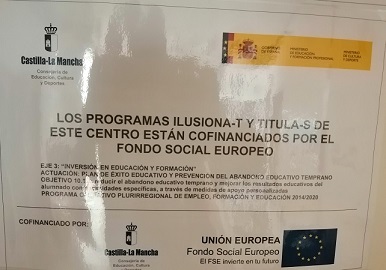 Castilla-La Mancha
Consejería de
Educación, Cultura
y Deportes
GOBIERNO
DE ESPAÑA
MINISTERIO
DE EDUCACIÓN
Y FORMACIÓN PROFESIONAL
MINISTERIO
DE CULTURA
Y DEPORTE
LOS PROGRAMAS ILUSIONA-T Y TITULA-S DE
ESTE CENTRO ESTÁN COFINANCIADOS POR EL
FONDO SOCIAL EUROPEO
EJE 3: "INVERSIÓN EN EDUCACIÓN Y FORMACIÓN"
ACTUACIÓN: PLAN DE ÉXITO EDUCATIVO Y PREVENCIÓN DEL ABANDONO EDUCATIVO TEMPRANO
OBJETIVO 10.1: Reducir el abandono educativo temprano y mejorar los resultados educativos del
alumnado con necesidades específicas, a través de medidas de apoyo personalizadas
PROGRAMA OPERATIVO PLURIRREGIONAL DE EMPLEO, FORMACIÓN Y EDUCACIÓN 2014/2020
COFINANCIADO POR:
Castilla-La Mancha
Consejería de Educación,
Cultura y Deportes
UNIÓN EUROPEA
Fondo Social Europeo
El FSE invierte en tu futuro